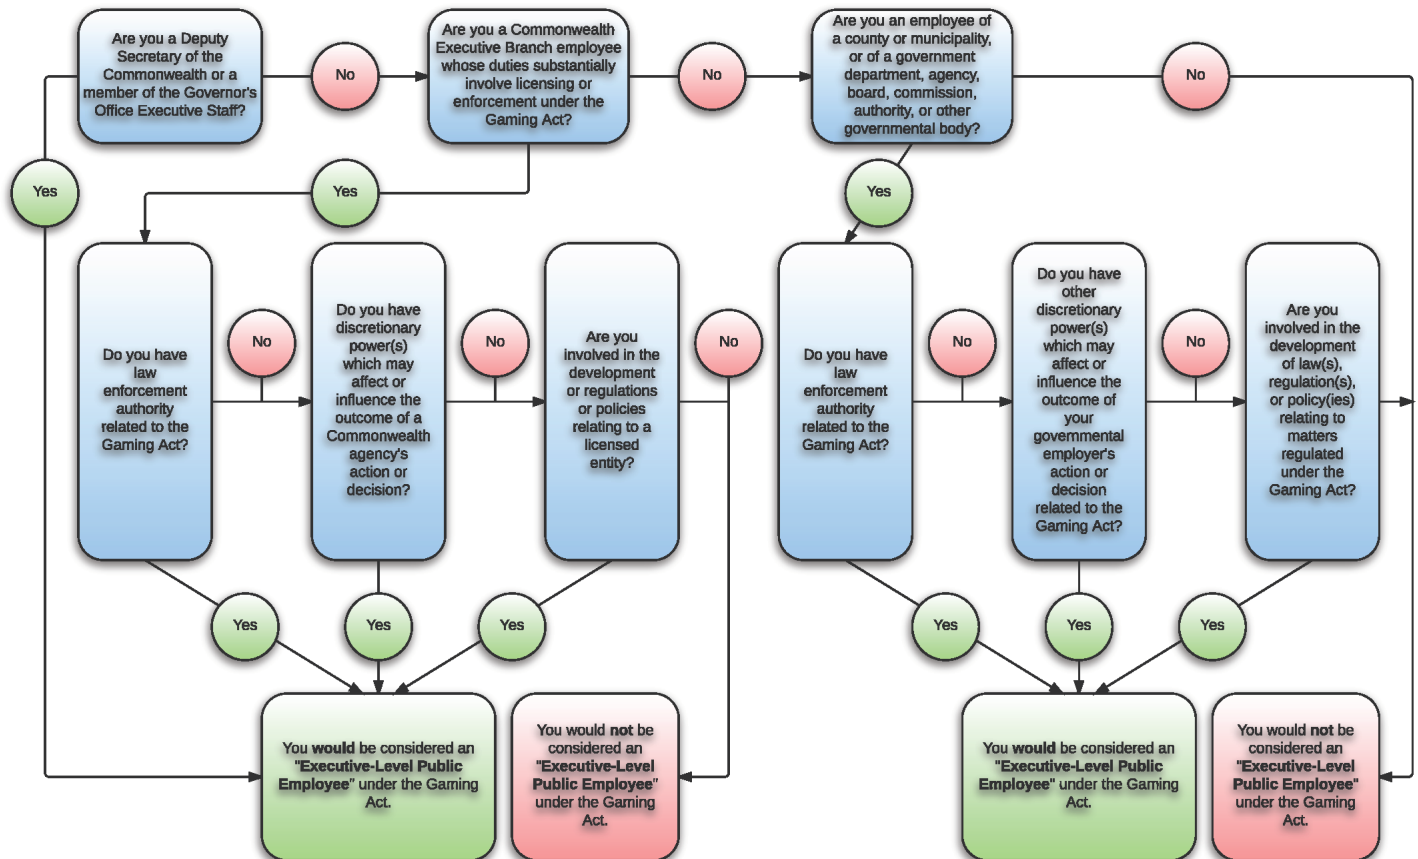 Are you a Deputy
Secretary of the
Commonwealth or a
member of the Governor's
Office Executive Staff?
No
Are you a Commonwealth
Executive Branch employee
whose duties substantially
involve licensing or
enforcement under the
Gaming Act?
No
Are you an employee of
a county or municipality,
or of a government
department, agency,
board, commission,
authority, or other
governmental body?
No
Yes
Yes
Yes
Do you have
law
enforcement
authority
related to the
Gaming Act?
No
Do you have
discretionary
power(s)
which may
affect or
influence the
outcome of a
Commonwealth
agency's
action or
decision?
No
Are you
involved in the
development
or regulations
or policies
relating to a
licensed
entity?
No
Do you have
law
enforcement
authority
related to the
Gaming Act?
No
Do you have
other
discretionary
power(s)
which may
affect or
influence the
outcome of
your
governmental
employer's
action or
decision
related to the
Gaming Act?
No
Are you
involved in the
development
of law(s),
regulation(s),
or policy(ies)
relating to
matters
regulated
under the
Gaming Act?
Yes
Yes
Yes
Yes
Yes
Yes
You would be considered an
"Executive-Level Public
Employee" under the Gaming
Act.
You would not be
considered an
"Executive-Level
Public Employee"
under the Gaming
Act.
You would be considered an
"Executive-Level Public
Employee" under the Gaming
Act.
You would not be
considered an
"Executive-Level
Public Employee"
under the Gaming
Act.